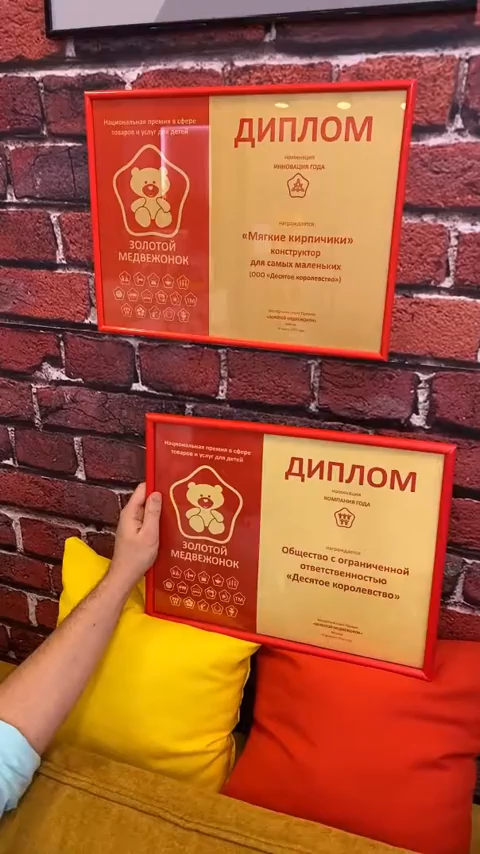 Национальная премия в сфере
товаров и услуг для детей
ЗОЛОТОЙ
МЕДВЕЖОНОК
ДИПЛОМ
номинация
ИННОВАЦИЯ ГОДА
награждается
«Мягкие кирпичики»
конструктор
для самых маленьких
(ООО «Десятое королевство»)
Национальная премия в сфере
товаров и услуг для детей
ЗОЛОТОЙ
МЕДВЕЖОНОК
ДИПЛОМ
номинация
КОМПАНИЯ ГОДА
награждается
Общество с ограниченной
ответственностью
«Десятое королевство»